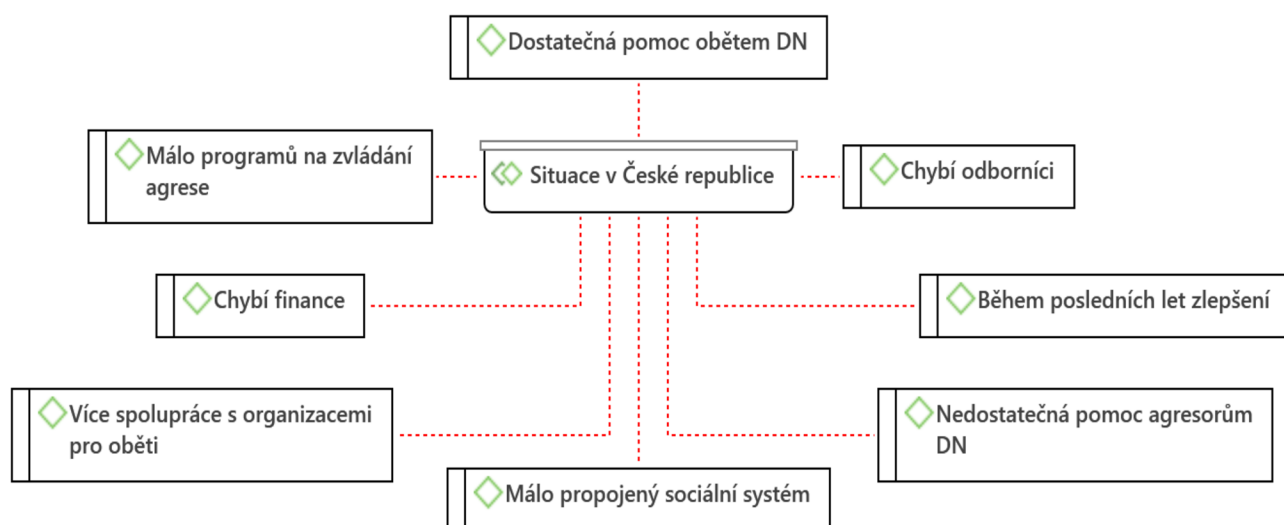 Dostatečná pomoc obětem DN
Málo programů na zvládání
agrese
Situace v České republice
Chybí odborníci
Chybí finance
Během posledních let zlepšení
Více spolupráce s organizacemi
pro oběti
Nedostatečná pomoc agresorům
DN
Málo propojený sociální systém